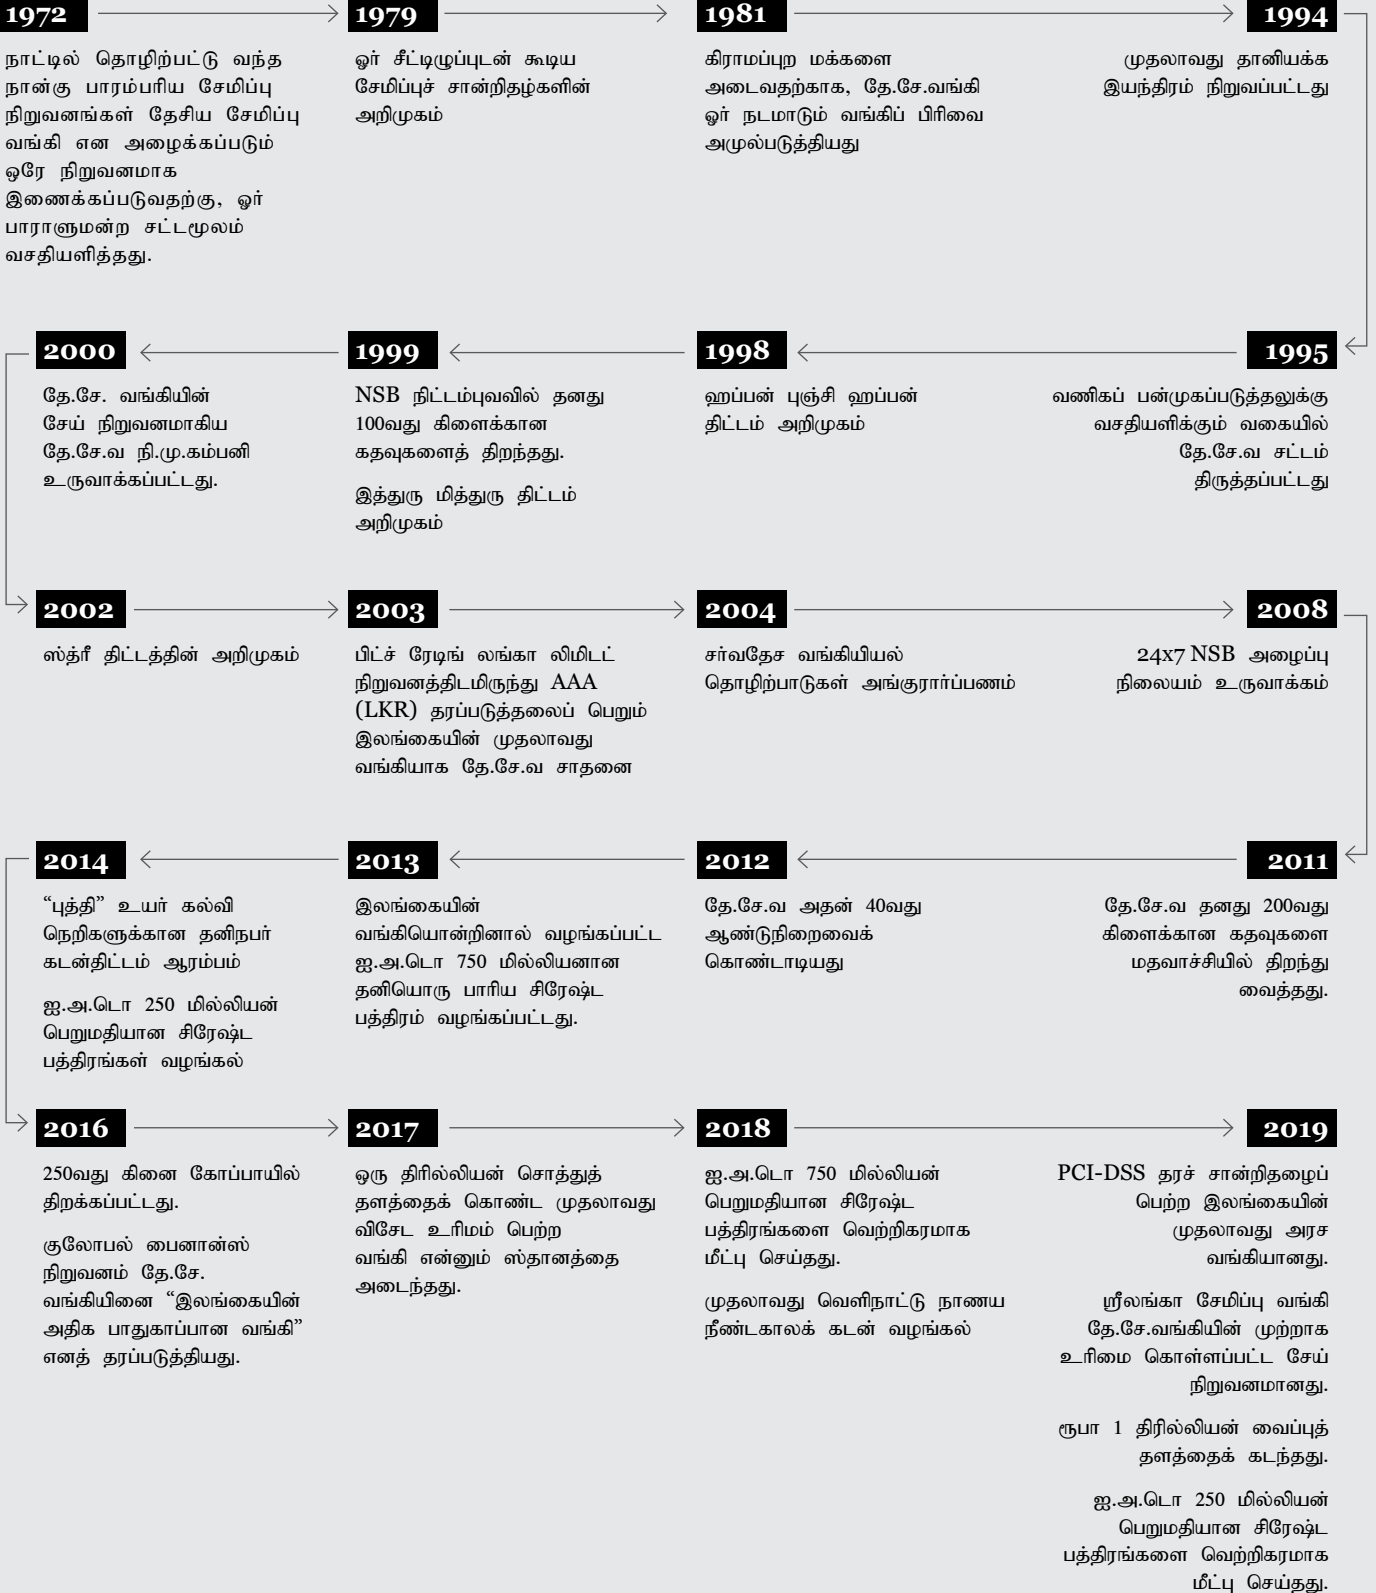 1972
நாட்டில் தொழிற்பட்டு வந்த
நான்கு பாரம்பரிய சேமிப்பு
நிறுவனங்கள் தேசிய சேமிப்பு
வங்கி என அழைக்கப்படும்
ஒரே நிறுவனமாக
இணைக்கப்படுவதற்கு, ஓர்
பாராளுமன்ற சட்டமூலம்
வசதியளித்தது.
1979
ஓர் சீட்டிழுப்புடன் கூடிய
சேமிப்புச் சான்றிதழ்களின்
அறிமுகம்
1981
கிராமப்புற மக்களை
அடைவதற்காக, தே.சே.வங்கி
ஓர் நடமாடும் வங்கிப் பிரிவை
அமுல்படுத்தியது
1994
முதலாவது தானியக்க
இயந்திரம் நிறுவப்பட்டது
1995
வணிகப் பன்முகப்படுத்தலுக்கு
வசதியளிக்கும் வகையில்
தே.சே.வ சட்டம்
திருத்தப்பட்டது
1998
ஹப்பன் புஞ்சி ஹப்பன்
திட்டம் அறிமுகம்
1999
NSB நிட்டம்புவவில் தனது
100வது கிளைக்கான
கதவுகளைத் திறந்தது.
இத்துரு மித்துரு திட்டம்
அறிமுகம்
2000
தே.சே. வங்கியின்
சேய் நிறுவனமாகிய
தே.சே.வ நி.மு.கம்பனி
உருவாக்கப்பட்டது.
2002
ஸ்த்ரீ திட்டத்தின் அறிமுகம்
2003
பிட்ச் ரேடிங் லங்கா லிமிடட்
நிறுவனத்திடமிருந்து AAA
(LKR) தரப்படுத்தலைப் பெறும்
இலங்கையின் முதலாவது
வங்கியாக தே.சே.வ சாதனை
2004
சர்வதேச வங்கியியல்
தொழிற்பாடுகள் அங்குரார்ப்பணம்
2008
24x7 NSB அழைப்பு
நிலையம் உருவாக்கம்
2011
தே.சே.வ தனது 200வது
கிளைக்கான கதவுகளை
மதவாச்சியில் திறந்து
வைத்தது.
2012
தே.சே.வ அதன் 40வது
ஆண்டுநிறைவைக்
கொண்டாடியது
2013
இலங்கையின்
வங்கியொன்றினால் வழங்கப்பட்ட
ஐ.அ.டொ 750 மில்லியனான
தனியொரு பாரிய சிரேஷ்ட
பத்திரம் வழங்கப்பட்டது.
2014
“புத்தி” உயர் கல்வி
நெறிகளுக்கான தனிநபர்
கடன்திட்டம் ஆரம்பம்
ஐ.அ.டொ 250 மில்லியன்
பெறுமதியான சிரேஷ்ட
பத்திரங்கள் வழங்கல்
2016
250வது கினை கோப்பாயில்
திறக்கப்பட்டது.
குலோபல் பைனான்ஸ்
நிறுவனம் தே.சே.
வங்கியினை “இலங்கையின்
அதிக பாதுகாப்பான வங்கி”
எனத் தரப்படுத்தியது.
2017
ஒரு திரில்லியன் சொத்துத்
தளத்தைக் கொண்ட முதலாவது
விசேட உரிமம் பெற்ற
வங்கி என்னும் ஸ்தானத்தை
அடைந்தது.
2018
ஐ.அ.டொ 750 மில்லியன்
பெறுமதியான சிரேஷ்ட
பத்திரங்களை வெற்றிகரமாக
மீட்பு செய்தது.
முதலாவது வெளிநாட்டு நாணய
நீண்டகாலக் கடன் வழங்கல்
2019
PCI-DSS தரச் சான்றிதழைப்
பெற்ற இலங்கையின்
முதலாவது அரச
வங்கியானது.
ஸ்ரீலங்கா சேமிப்பு வங்கி
தே.சே.வங்கியின் முற்றாக
உரிமை கொள்ளப்பட்ட சேய்
நிறுவனமானது.
ரூபா 1 திரில்லியன் வைப்புத்
தளத்தைக் கடந்தது.
ஐ.அ.டொ 250 மில்லியன்
பெறுமதியான சிரேஷ்ட
பத்திரங்களை வெற்றிகரமாக
மீட்பு செய்தது.